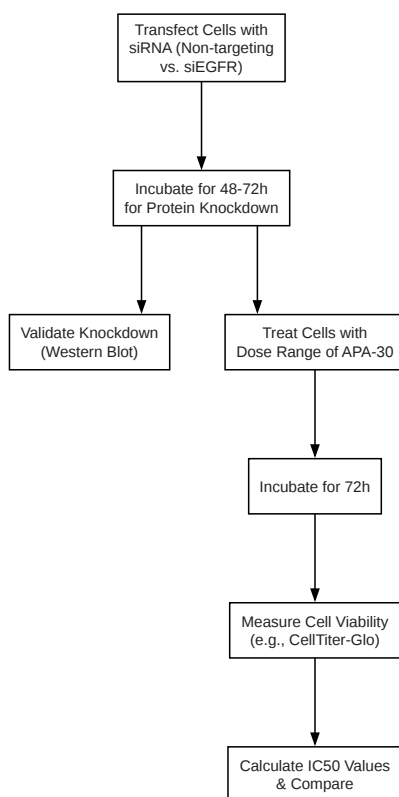 Transfect Cells with
siRNA (Non-targeting
vs. siEGFR)
Incubate for 48-72h
for Protein Knockdown
Validate Knockdown
(Western Blot)
Treat Cells with
Dose Range of APA-30
Incubate for 72h
Measure Cell Viability
(e.g., CellTiter-Glo)
Calculate IC50 Values
& Compare